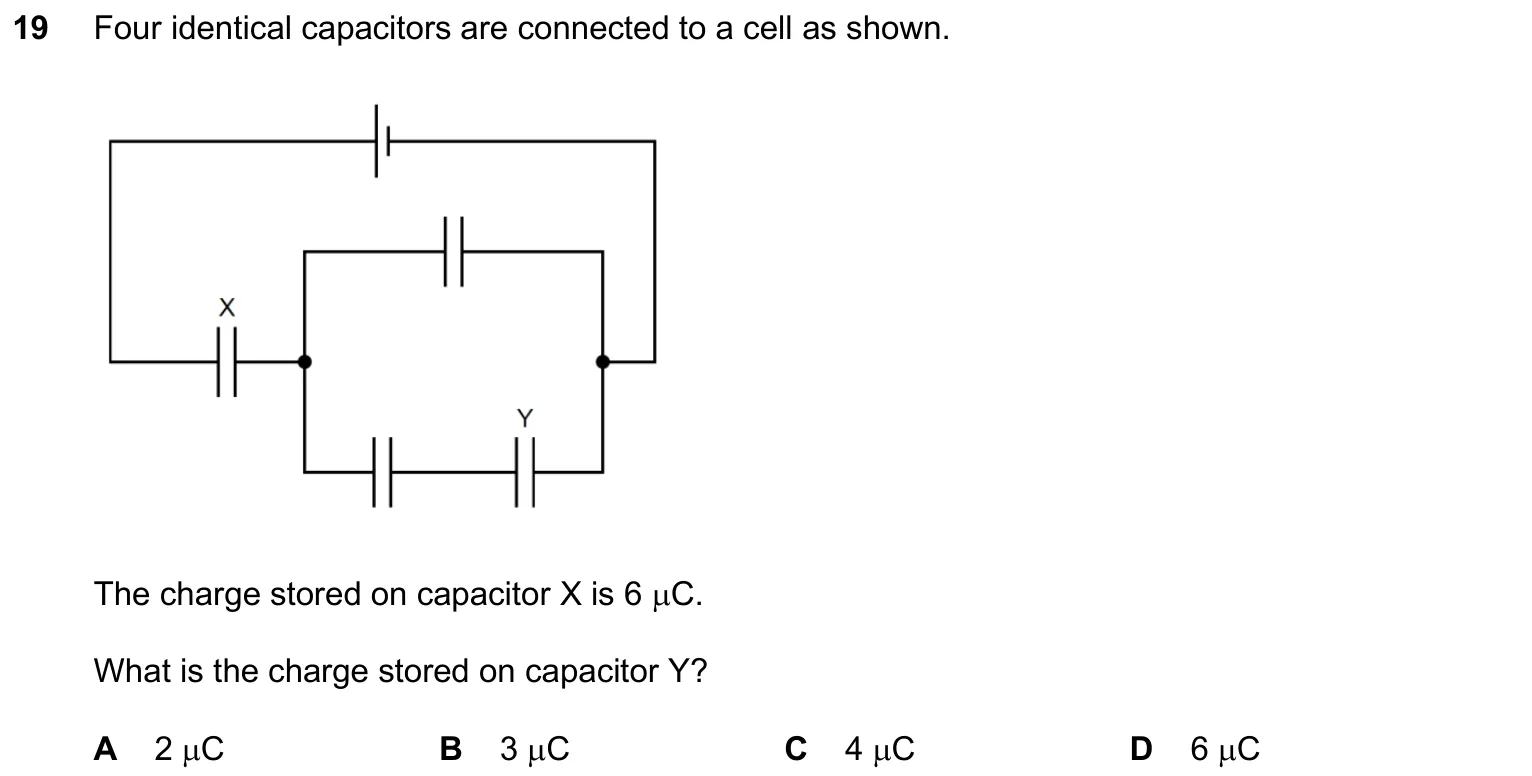 19 Four identical capacitors are connected to a cell as shown.
X
Y
The charge stored on capacitor X is 6 μC.
What is the charge stored on capacitor Y?
A 2 μC B 3 μC C 4 μC D 6 μC